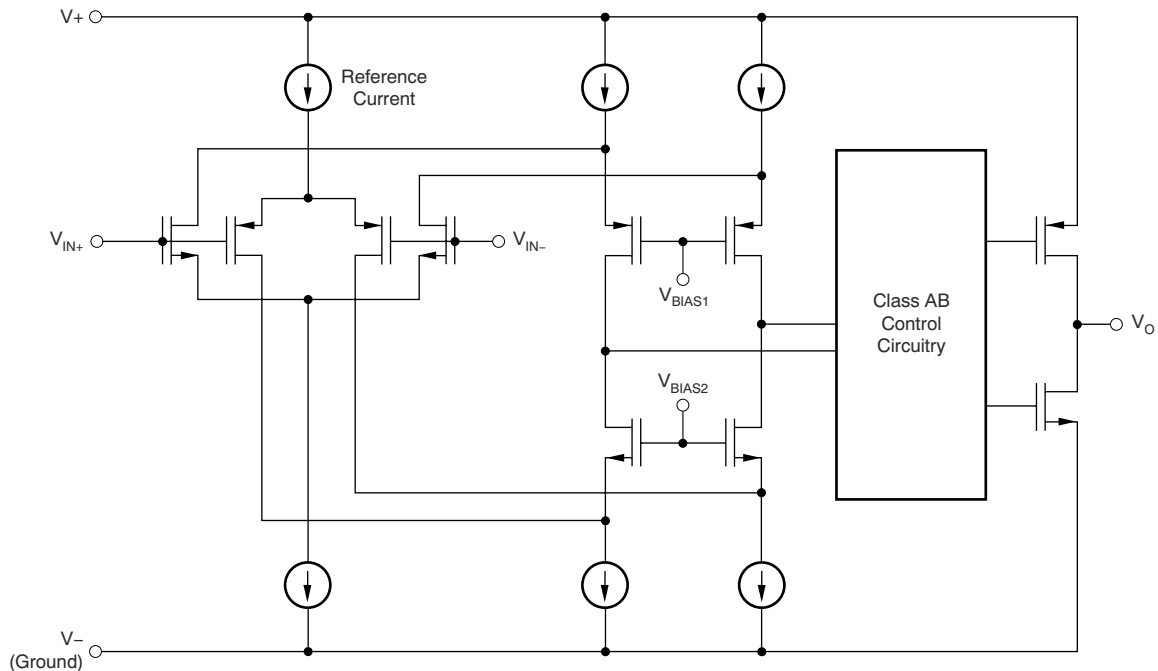 V+
Reference
Current
V_IN+
V_IN−
V_BIAS1
V_BIAS2
Class AB
Control
Circuitry
V_O
V−
(Ground)